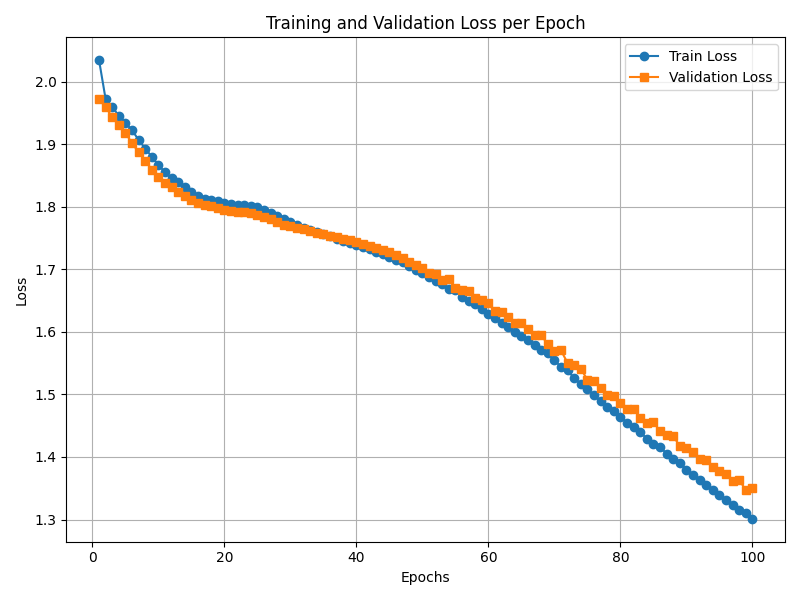 Training and Validation Loss per Epoch
Train Loss
Validation Loss
2.0
1.9
1.8
1.7
1.6
1.5
1.4
1.3
Loss
0 20 40 60 80 100
Epochs